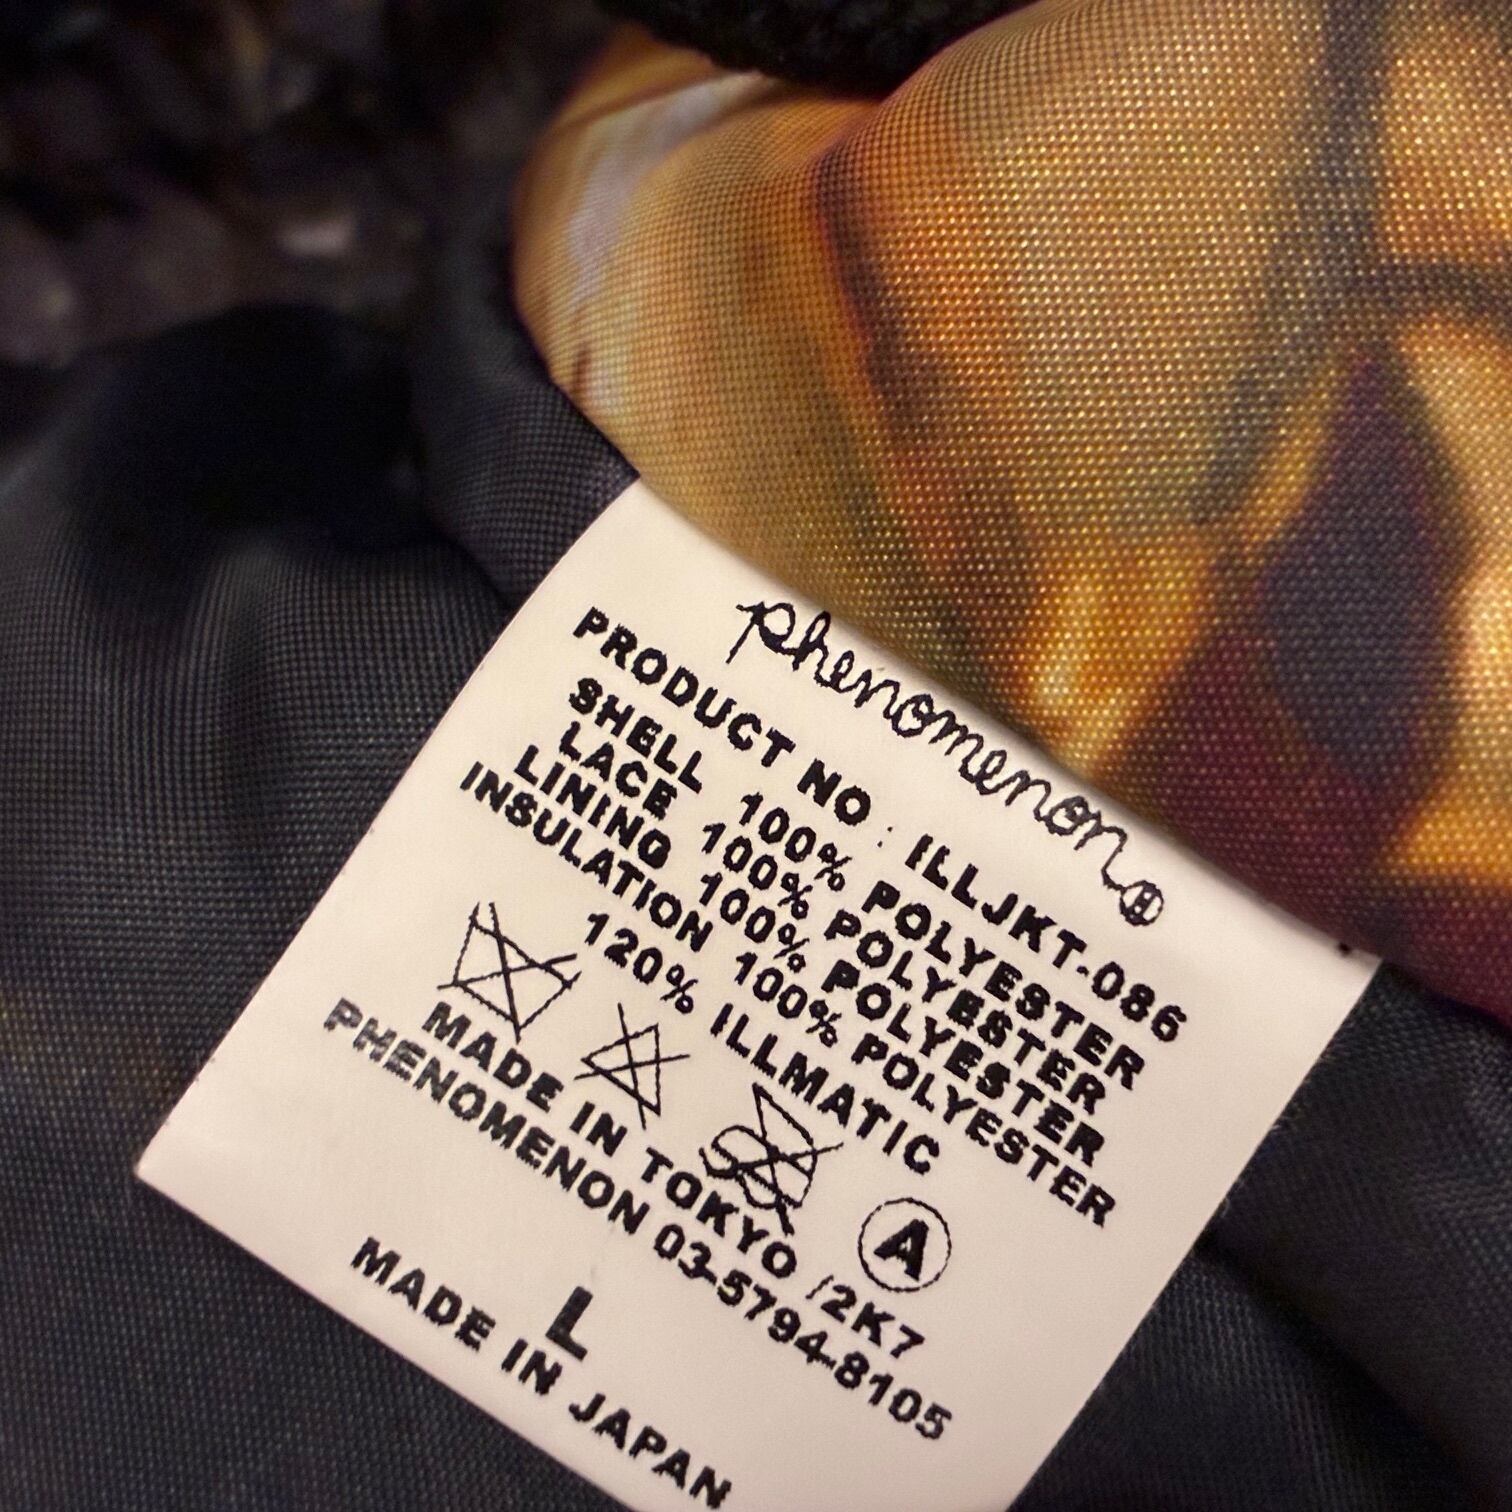 phenomenon®
PRODUCT NO : ILLJKT-086
SHELL 100% POLYESTER
LACE 100% POLYESTER
LINING 100% POLYESTER
INSULATION 100% POLYESTER
120% ILLMATIC
A
MADE IN TOKYO /2K7
PHENOMENON 03-5794-8105
L
MADE IN JAPAN